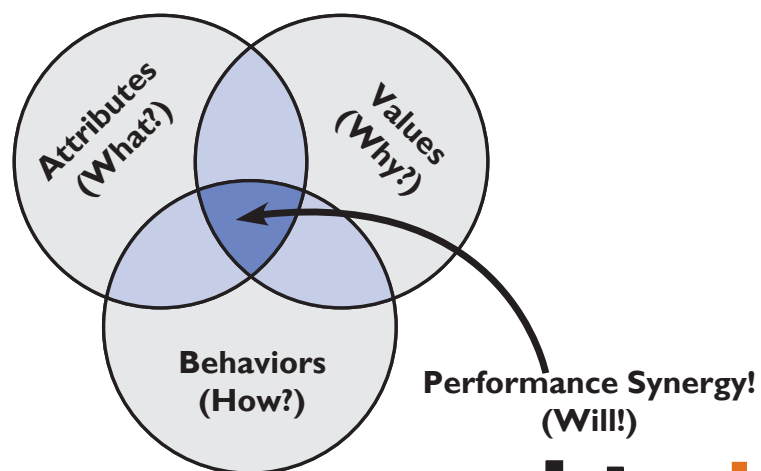 Attributes
(What?)
Values
(Why?)
Behaviors
(How?)
Performance Synergy!
(Will!)